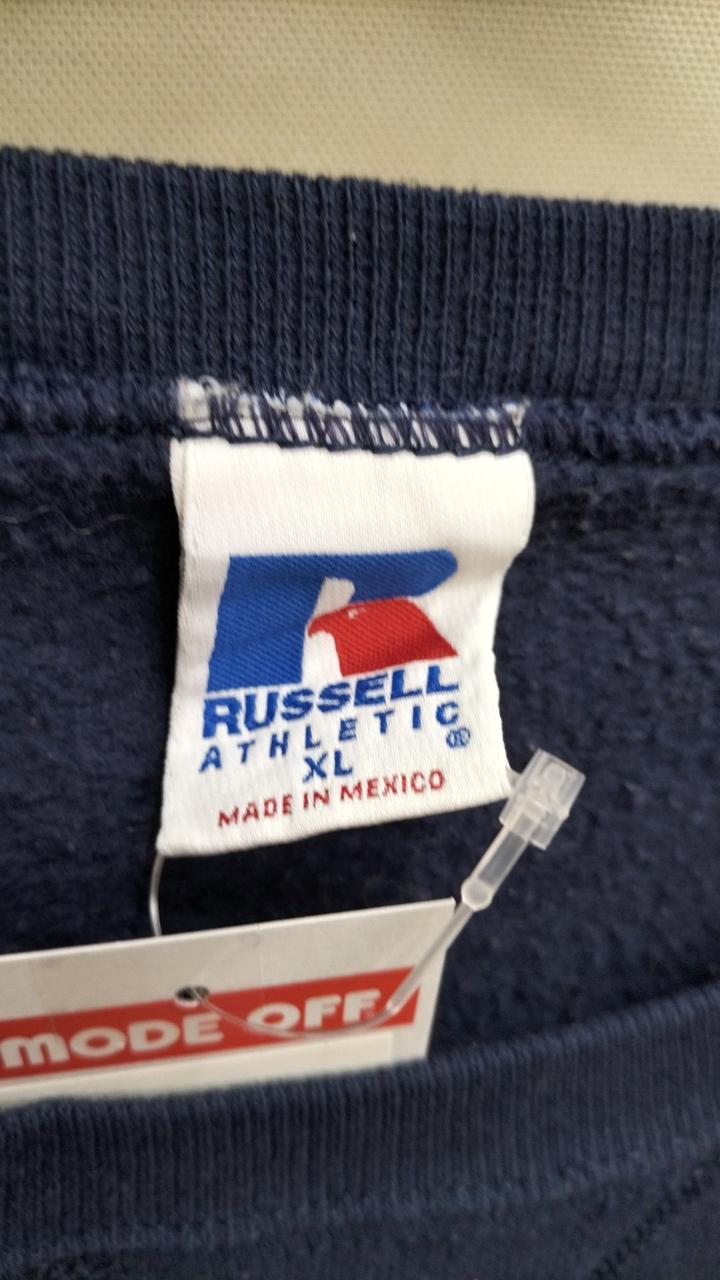 RUSSELL
ATHLETIC ®
XL
MADE IN MEXICO
MODE OFF